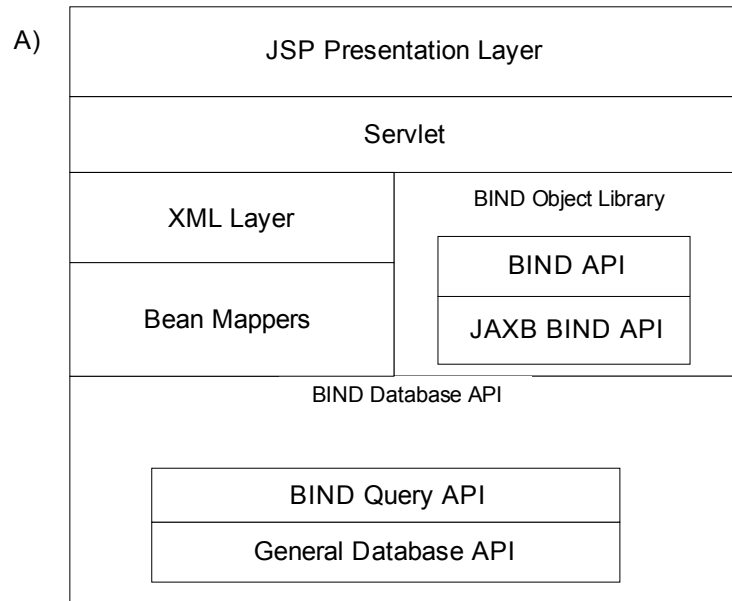 A)
JSP Presentation Layer
Servlet
XML Layer
BIND Object Library
BIND API
Bean Mappers
JAXB BIND API
BIND Database API
BIND Query API
General Database API